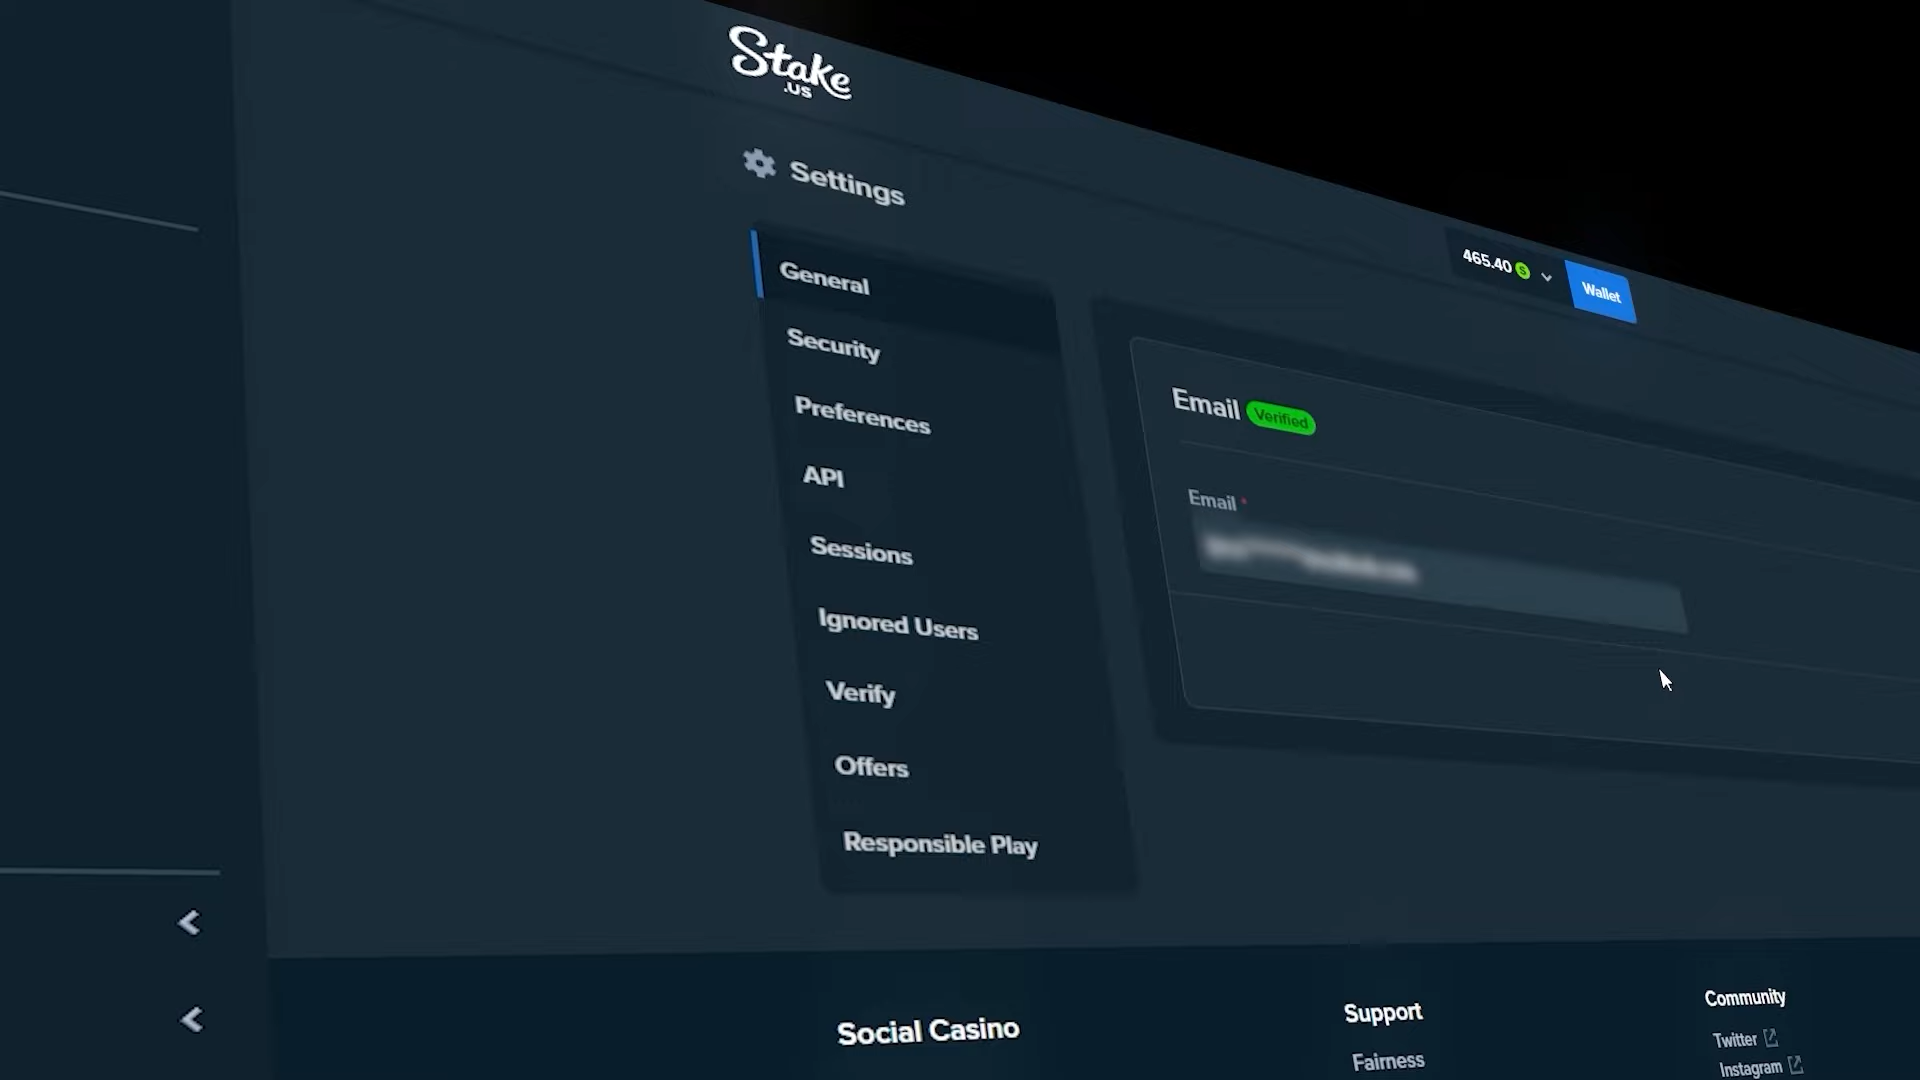 Stake
.US
Settings
465.40 S
Wallet
General
Security
Preferences
API
Sessions
Ignored Users
Verify
Offers
Responsible Play
Email Verified
Email *
Social Casino
Support
Fairness
Community
Twitter
Instagram